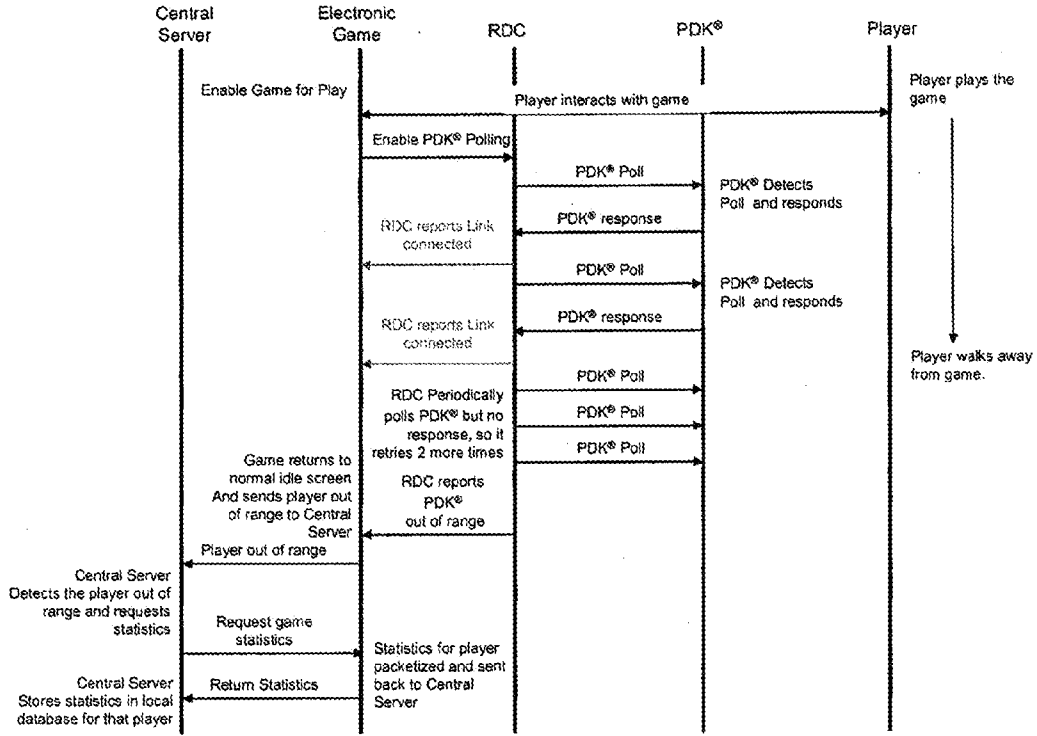 Central
Server
Electronic
Game
RDC
PDK®
Player
Enable Game for Play
Player interacts with game
Player plays the
game
Enable PDK® Polling
PDK® Poll
PDK® Detects
Poll and responds
PDK® response
RDC reports Link
connected
PDK® Poll
PDK® Detects
Poll and responds
PDK® response
RDC reports Link
connected
Player walks away
from game.
PDK® Poll
RDC Periodically
polls PDK® but no
response, so it
retries 2 more times
PDK® Poll
PDK® Poll
Game returns to
normal idle screen
And sends player out
of range to Central
Server
RDC reports
PDK®
out of range
Player out of range
Central Server
Detects the player out of
range and requests
statistics
Request game
statistics
Statistics for player
packetized and sent
back to Central
Server
Return Statistics
Central Server
Stores statistics in local
database for that player